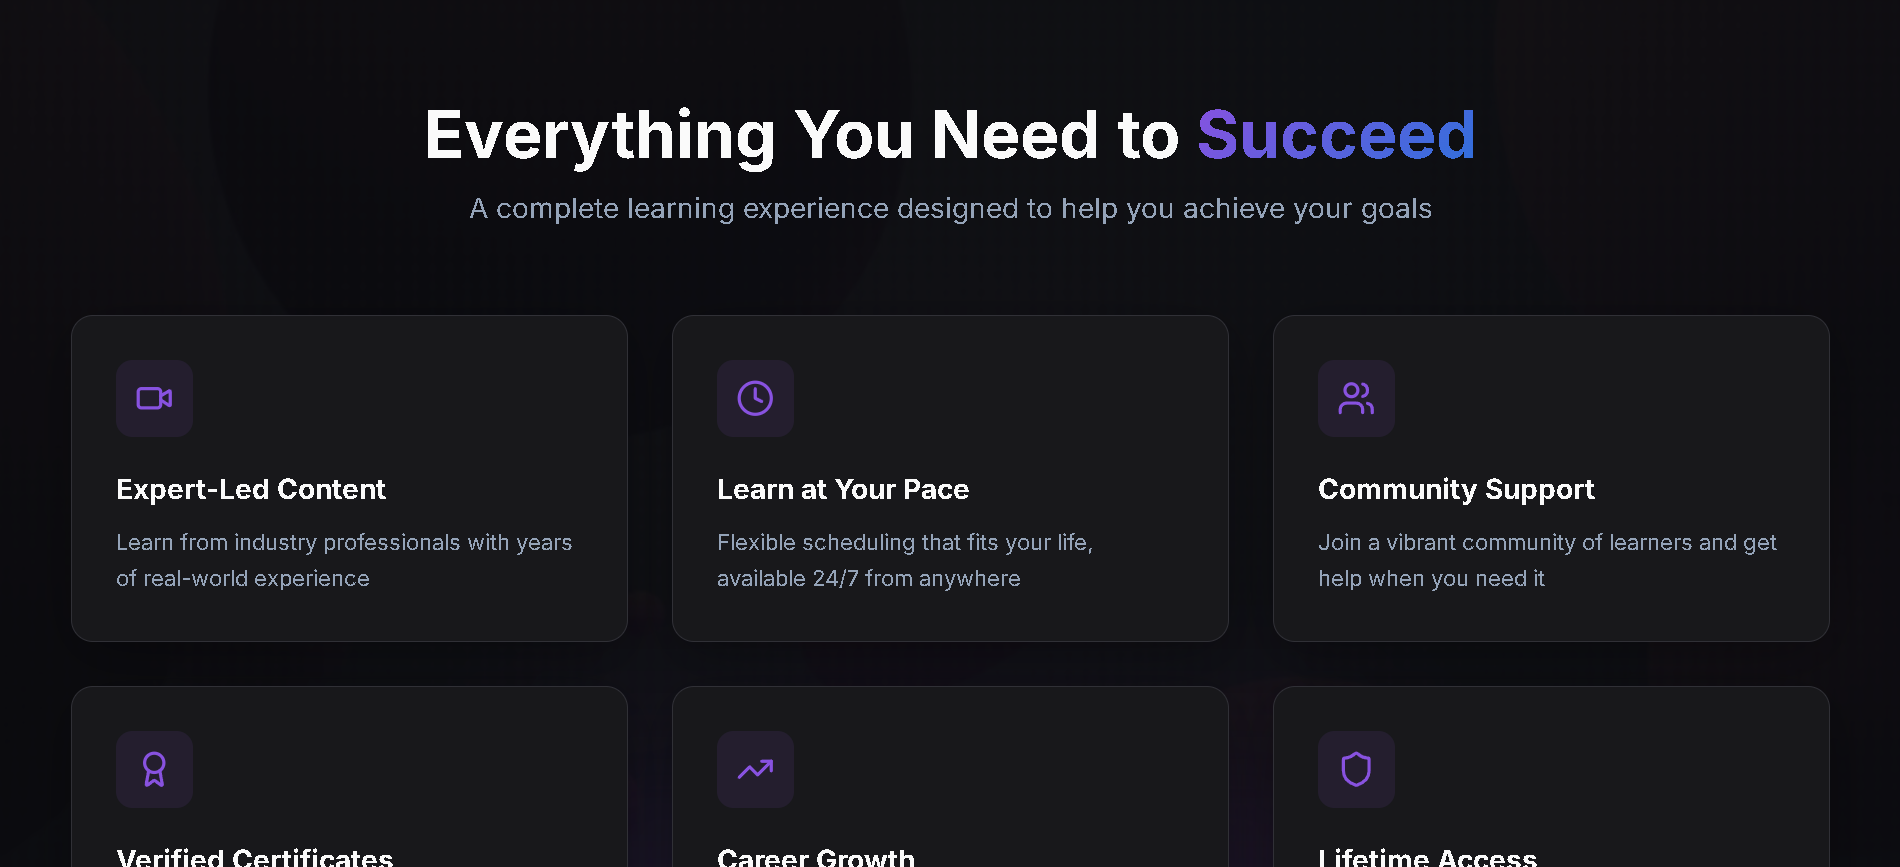 Everything You Need to Succeed
A complete learning experience designed to help you achieve your goals
Expert-Led Content
Learn from industry professionals with years
of real-world experience
Learn at Your Pace
Flexible scheduling that fits your life,
available 24/7 from anywhere
Community Support
Join a vibrant community of learners and get
help when you need it
Verified Certificates
Career Growth
Lifetime Access